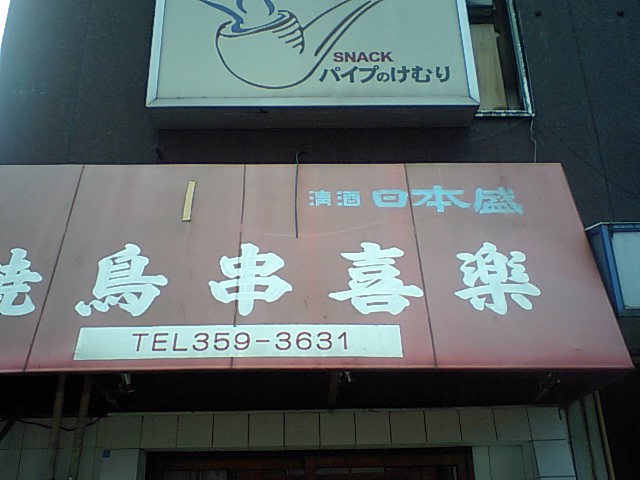 SNACK
パイプのけむり
清酒 日本盛
焼鳥串喜楽
TEL359-3631